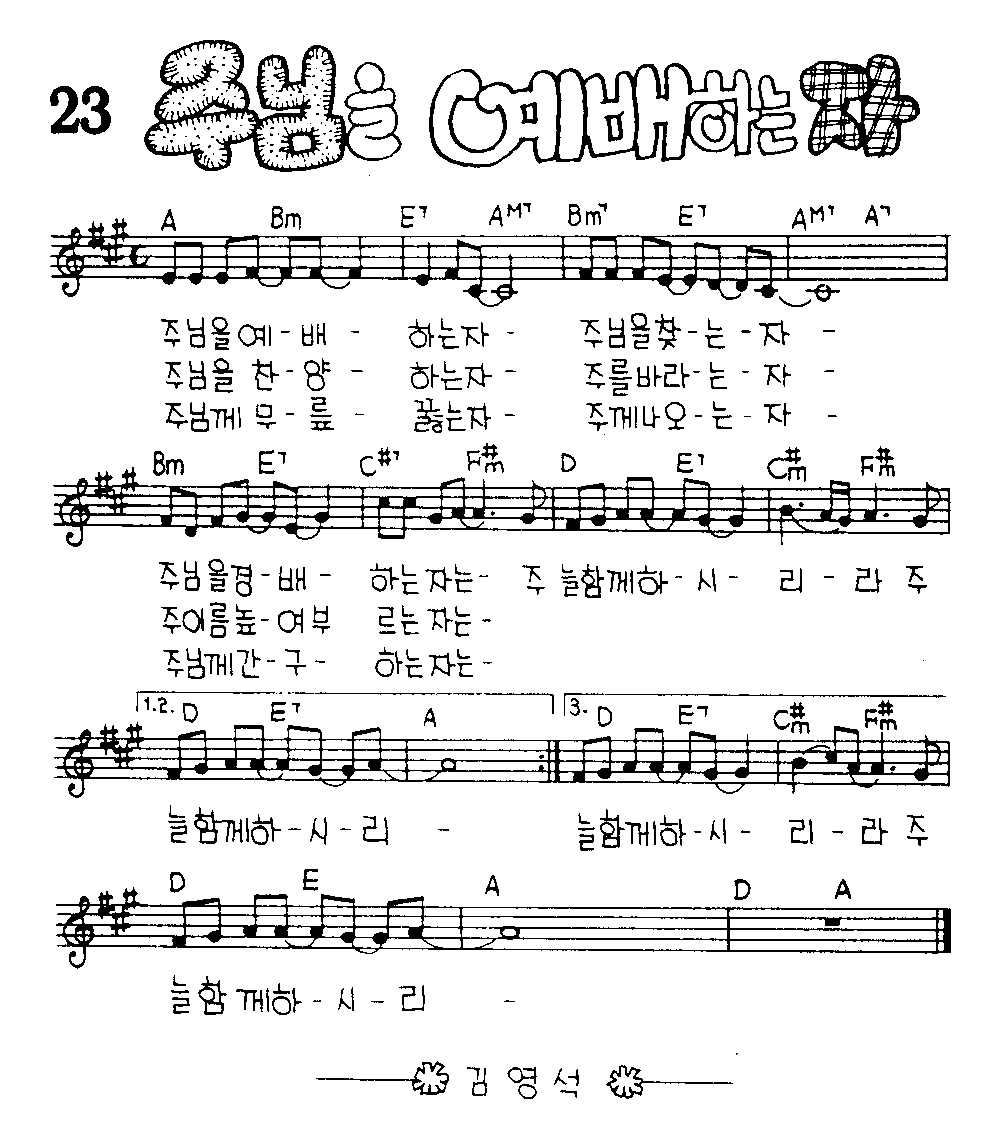 23 주님을 예배하는 자
A Bm E7 AM7 Bm7 E7 AM7 A7
주님을예-배- 하는자- 주님을찾-는-자 -
주님을 찬-양 - 하는자- 주를바라-는- 자 -
주님께 무-릎 - 꿇는자- 주께나오-는-자 -
Bm E7 C#7 F#m D E7 C#m F#m
주님을경-배- 하는자는- 주 늘함께하-시- 리-라 주
주이름높-여부 르는자는-
주님께간-구- 하는자는-
1.2. D E7 A 3. D E7 C#m F#m
늘함께하-시-리 - 늘함께하-시- 리-라 주
D E A D A
늘함께하-시-리 -
김영석